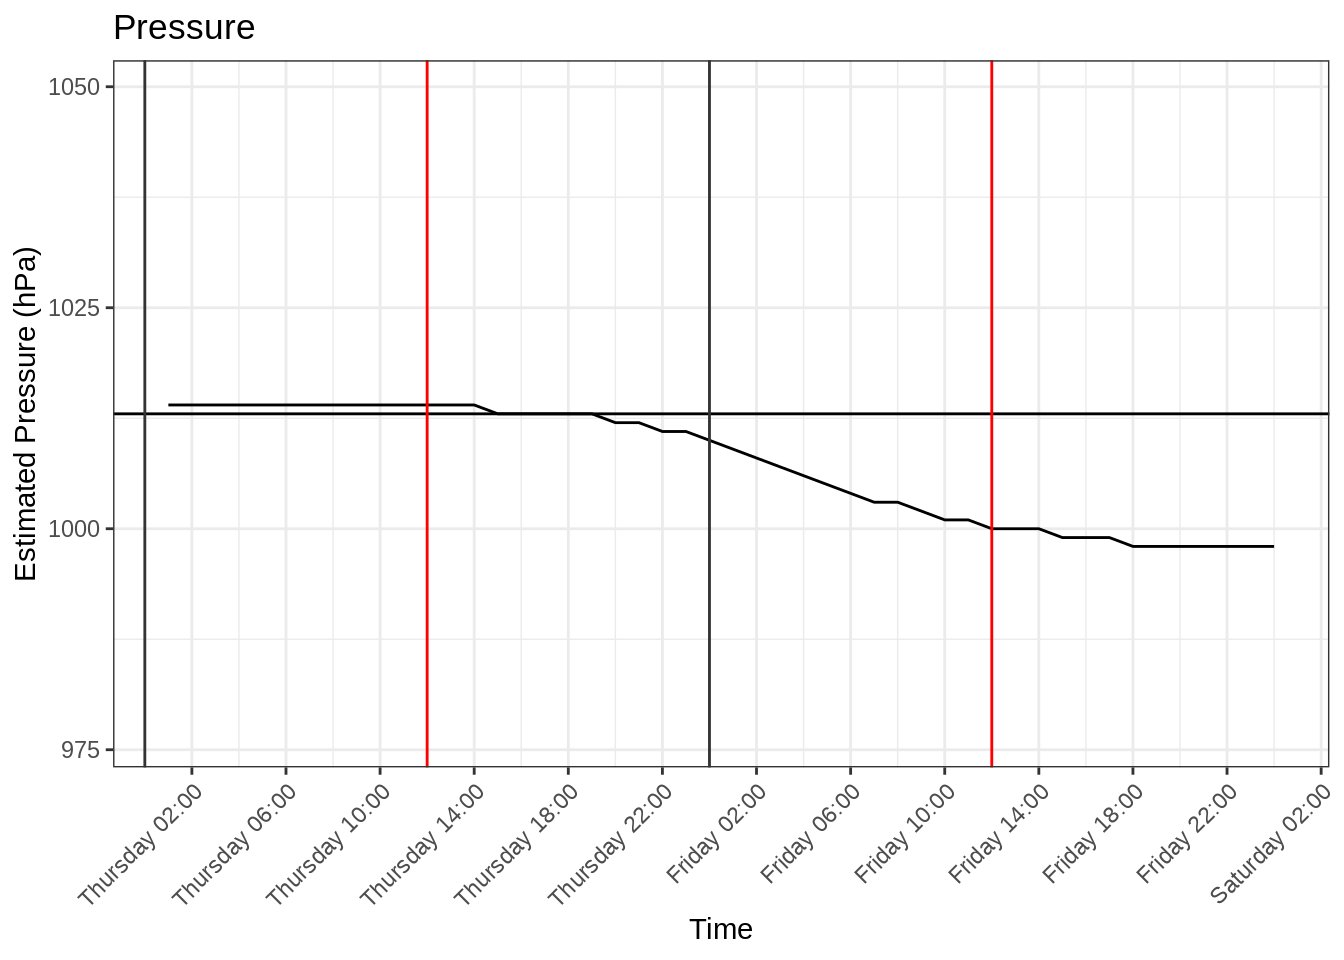 Pressure
Estimated Pressure (hPa)
1050
1025
1000
975
Thursday 02:00
Thursday 06:00
Thursday 10:00
Thursday 14:00
Thursday 18:00
Thursday 22:00
Friday 02:00
Friday 06:00
Friday 10:00
Friday 14:00
Friday 18:00
Friday 22:00
Saturday 02:00
Time